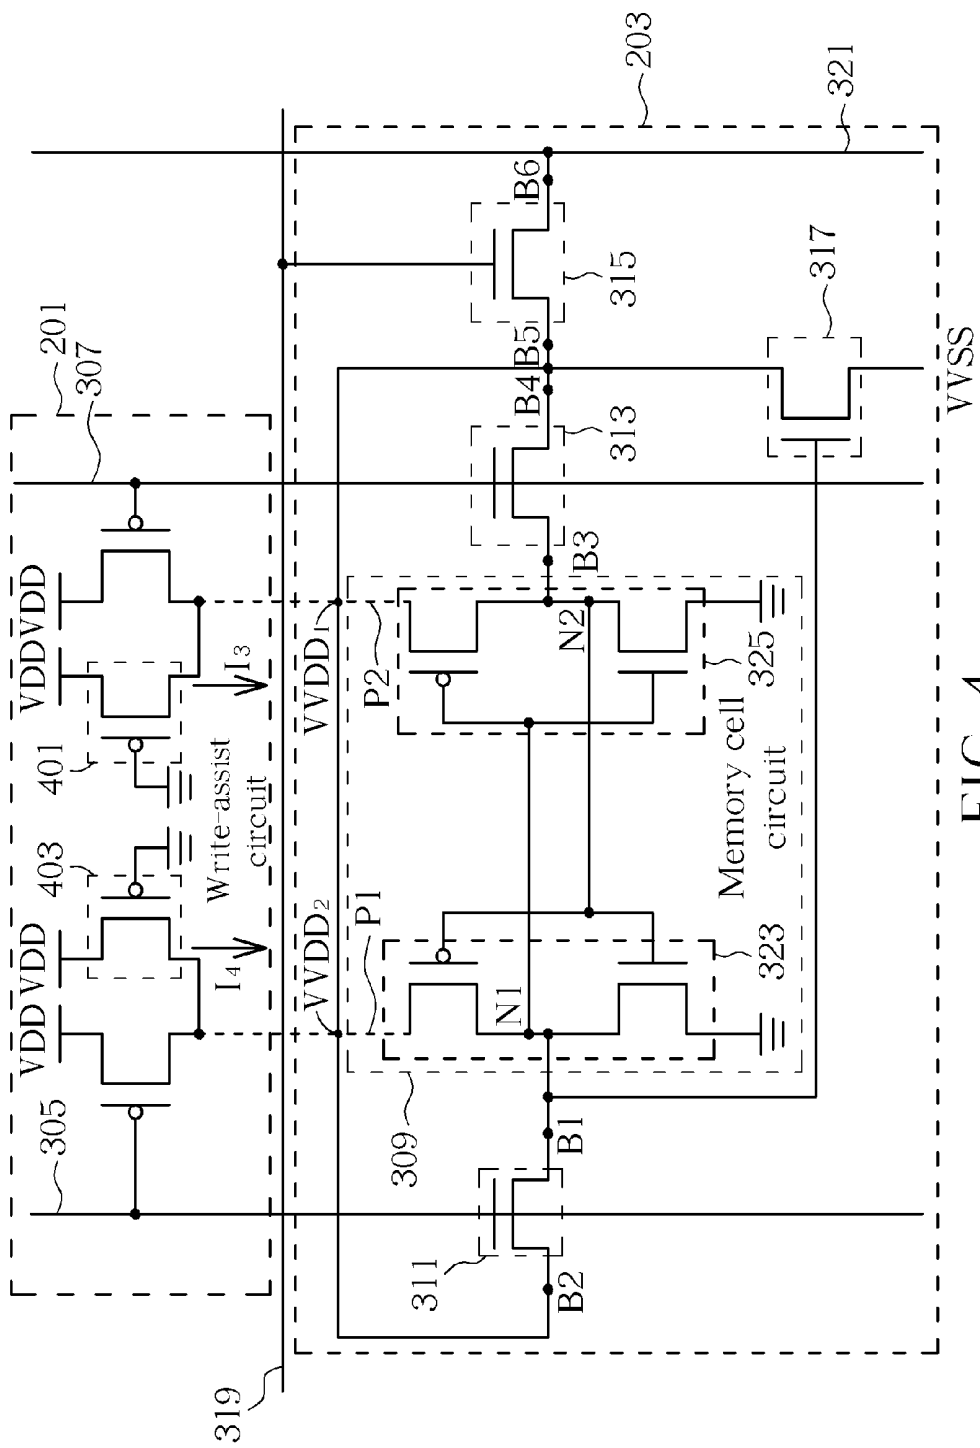 305
VDD
VDD
403
401
VDD
VDD
307
201
319
I₄
Write-assist
circuit
I₃
VVDD₂
VVDD₁
P1
P2
309
311
B2
B1
N1
N2
B3
B4
B5
B6
313
315
203
323
Memory cell
circuit
325
317
321
VVSS
FIG. 4